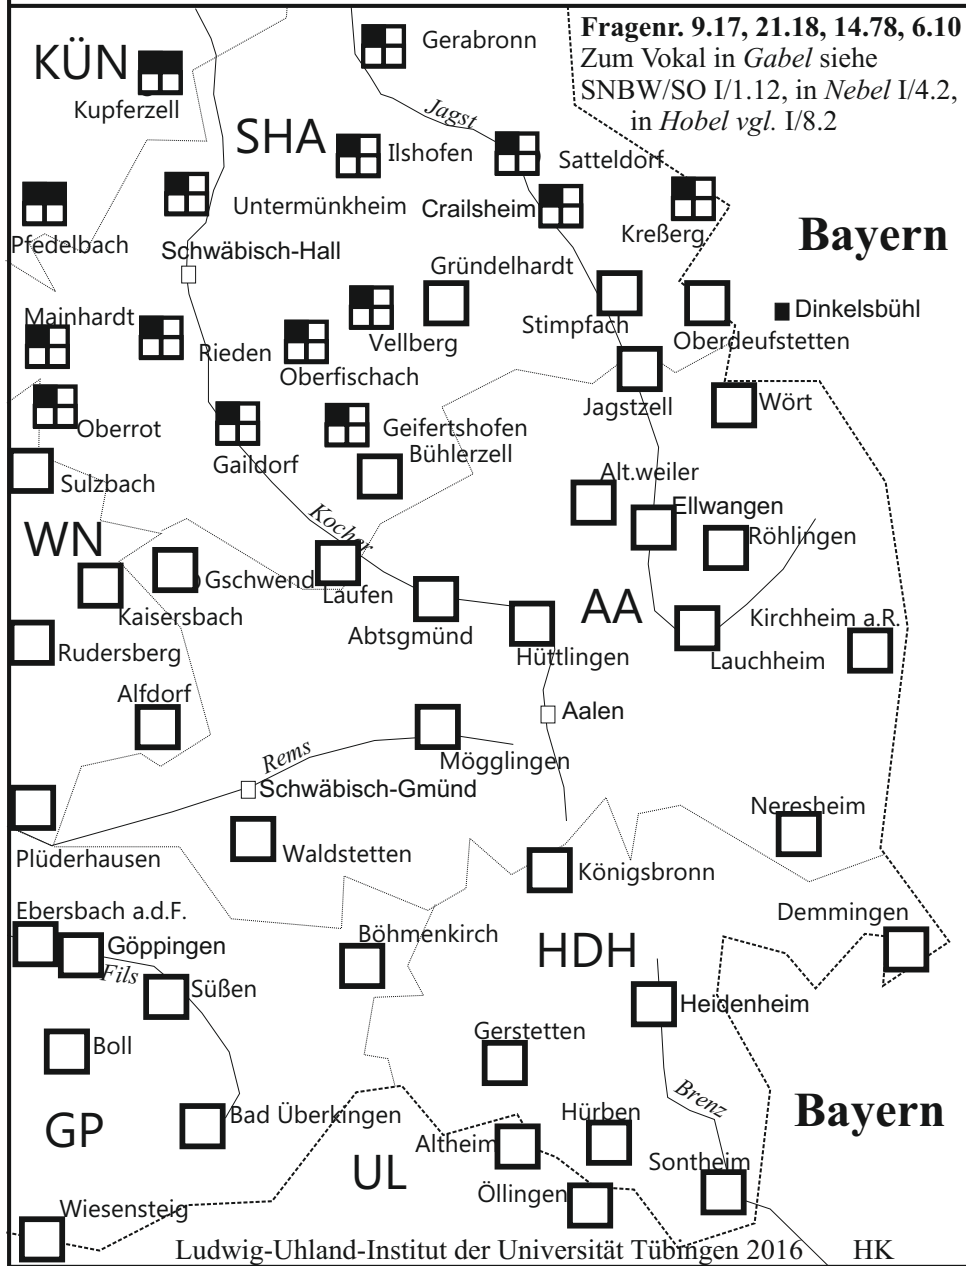 Fragenr. 9.17, 21.18, 14.78, 6.10
Zum Vokal in Gabel siehe
SNBW/SO I/1.12, in Nebel I/4.2,
in Hobel vgl. I/8.2
KÜN
Kupferzell
Gerabronn
Jagst
SHA
Ilshofen
Satteldorf
Untermünkheim
Crailsheim
Kreßberg
Pfedelbach
Schwäbisch-Hall
Bayern
Gründelhardt
Mainhardt
Rieden
Vellberg
Stimpfach
Dinkelsbühl
Oberdeufstetten
Oberfischach
Jagstzell
Wört
Oberrot
Geifertshofen
Gaildorf
Bühlerzell
Sulzbach
Alt.weiler
Ellwangen
Röhlingen
Kocher
WN
Gschwend
Laufen
Kaisersbach
Abtsgmünd
AA
Kirchheim a.R.
Hüttlingen
Lauchheim
Rudersberg
Alfdorf
Aalen
Rems
Mögglingen
Schwäbisch-Gmünd
Neresheim
Plüderhausen
Waldstetten
Königsbronn
Ebersbach a.d.F.
Göppingen
Fils
Süßen
Böhmenkirch
HDH
Demmingen
Heidenheim
Boll
Gerstetten
Brenz
GP
Bad Überkingen
Hürben
Bayern
Altheim
UL
Sontheim
Öllingen
Wiesensteig
Ludwig-Uhland-Institut der Universität Tübingen 2016 HK